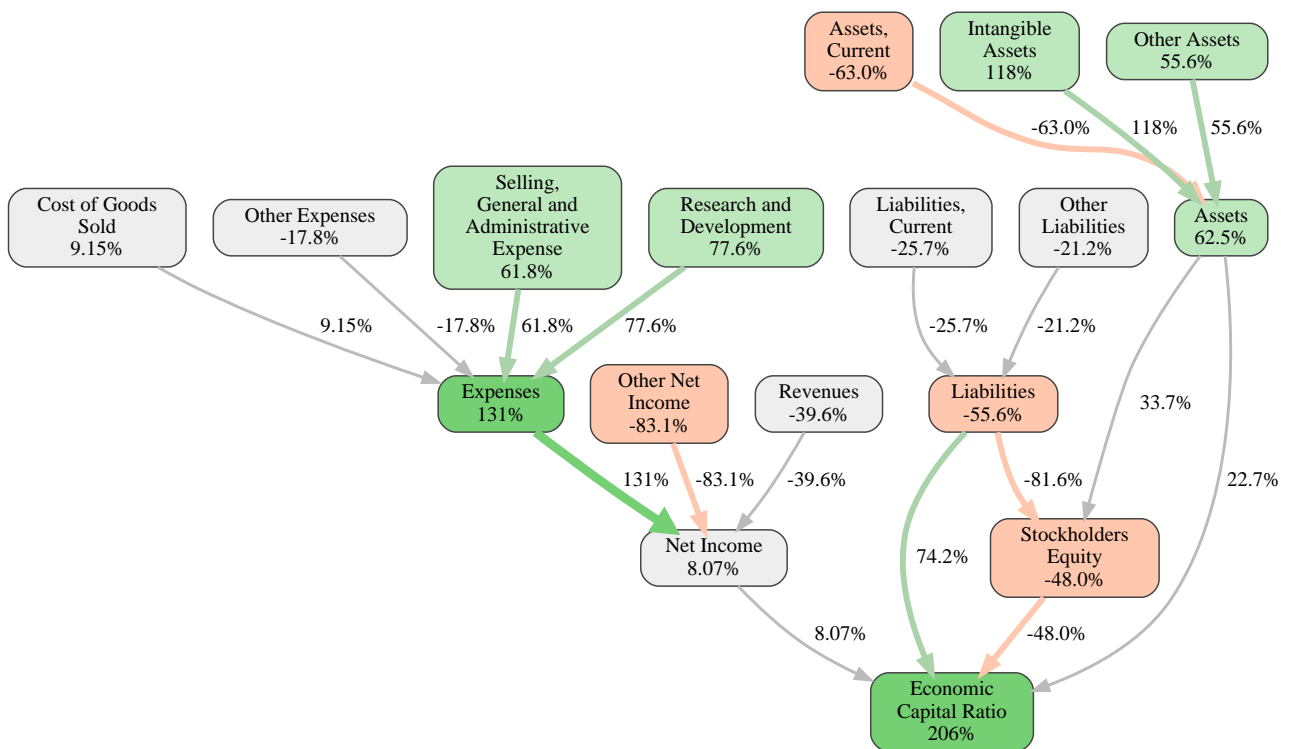 Assets,
Current
-63.0%
Intangible
Assets
118%
Other Assets
55.6%
-63.0%
118%
55.6%
Cost of Goods
Sold
9.15%
Other Expenses
-17.8%
Selling,
General and
Administrative
Expense
61.8%
Research and
Development
77.6%
Liabilities,
Current
-25.7%
Other
Liabilities
-21.2%
Assets
62.5%
9.15%
-17.8%
61.8%
77.6%
-25.7%
-21.2%
Expenses
131%
Other Net
Income
-83.1%
Revenues
-39.6%
Liabilities
-55.6%
33.7%
131%
-83.1%
-39.6%
-81.6%
22.7%
Net Income
8.07%
74.2%
Stockholders
Equity
-48.0%
8.07%
-48.0%
Economic
Capital Ratio
206%